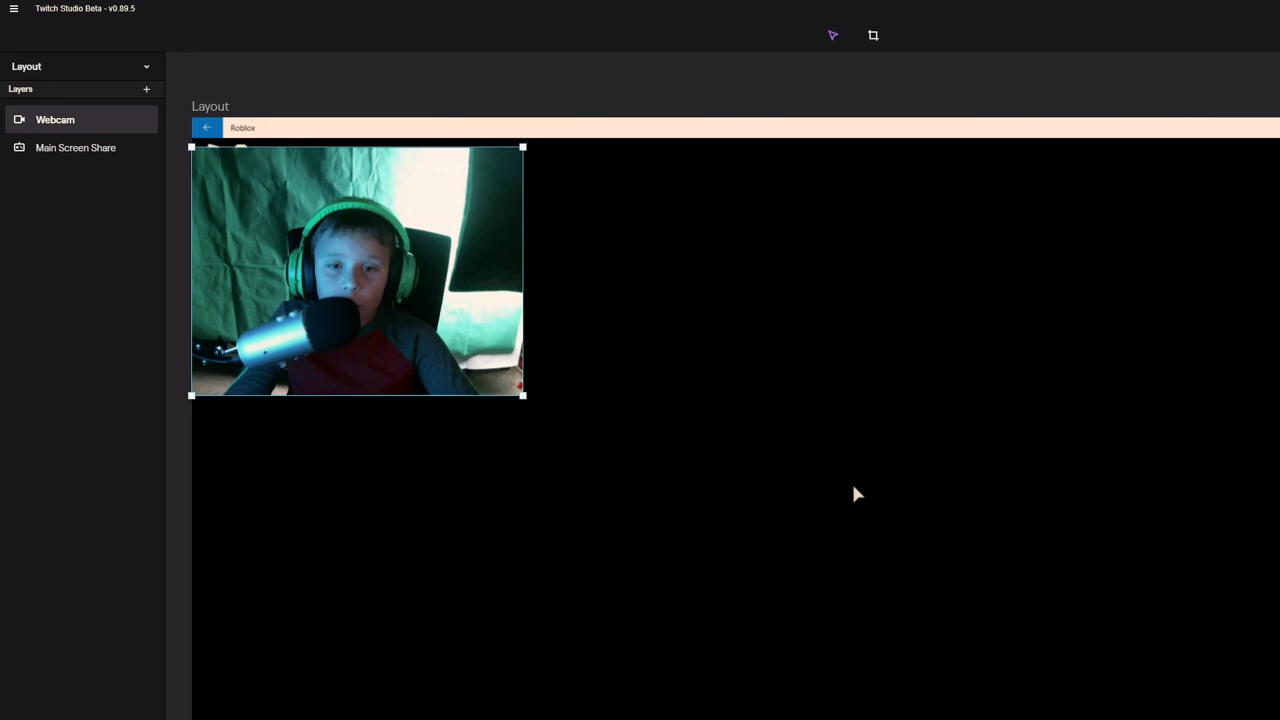 Twitch Studio Beta - v0.89.5
Layout
Layers
Webcam
Main Screen Share
Layout
Roblox